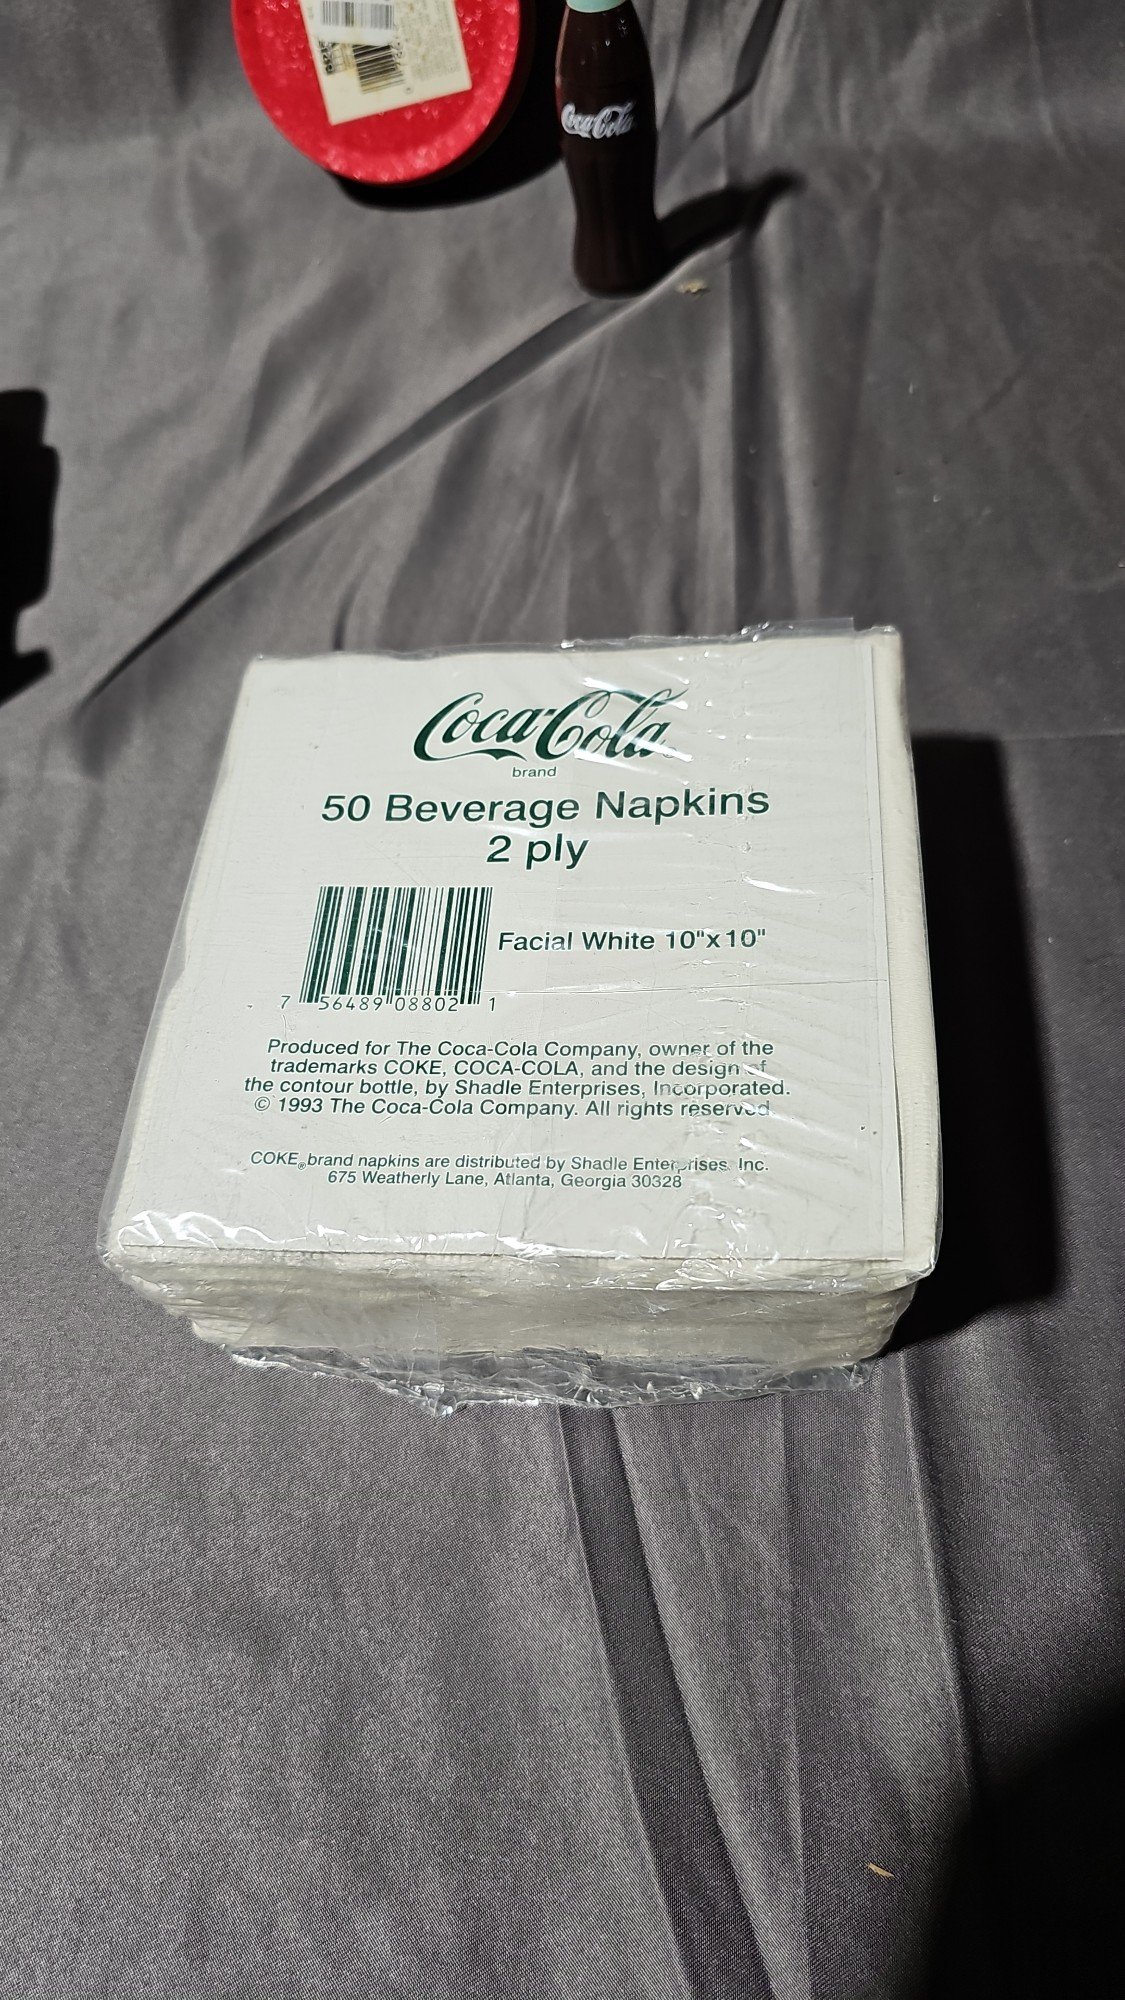 Coca-Cola
Coca-Cola
brand
50 Beverage Napkins
2 ply
Facial White 10"x10"
7 56489 08802 1
Produced for The Coca-Cola Company, owner of the
trademarks COKE, COCA-COLA, and the design of
the contour bottle, by Shadle Enterprises, Incorporated.
© 1993 The Coca-Cola Company. All rights reserved.
COKE® brand napkins are distributed by Shadle Enterprises, Inc.
675 Weatherly Lane, Atlanta, Georgia 30328